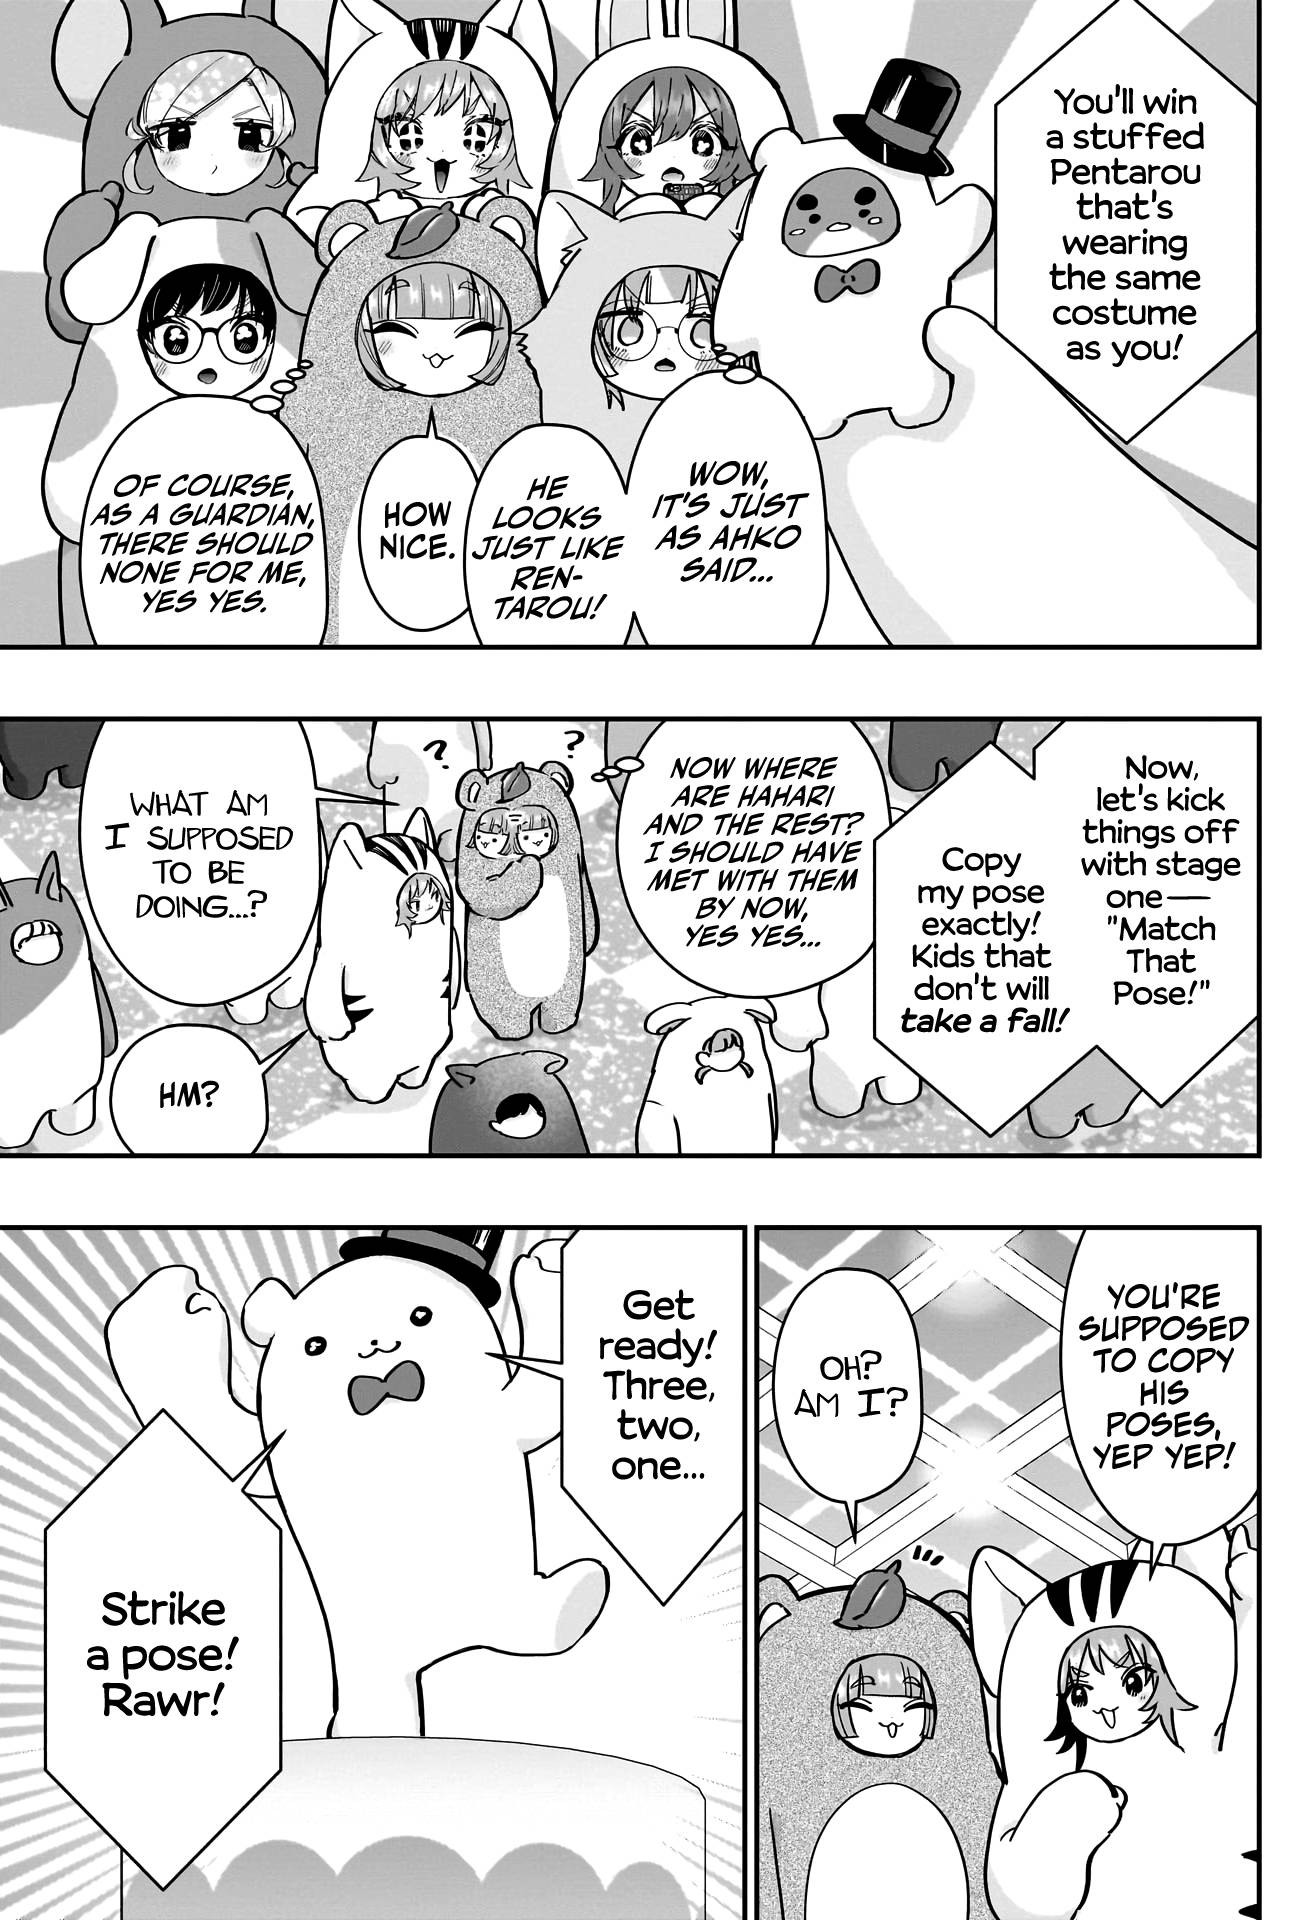 You'll win
a stuffed
Pentarou
that's
wearing
the same
costume
as you!
WOW,
IT'S JUST
AS AHKO
SAID...
HE
LOOKS
JUST LIKE
REN-
TAROU!
HOW
NICE.
OF COURSE,
AS A GUARDIAN,
THERE SHOULD
NONE FOR ME,
YES YES.
Now,
let's kick
things off
with stage
one—
"Match
That
Pose!"
Copy
my pose
exactly!
Kids that
don't will
take a fall!
NOW WHERE
ARE HAHARI
AND THE REST?
I SHOULD HAVE
MET WITH THEM
BY NOW,
YES YES...
?
?
WHAT AM
I SUPPOSED
TO BE
DOING...?
HM?
YOU'RE
SUPPOSED
TO COPY
HIS
POSES,
YEP YEP!
OH?
AM I?
Get
ready!
Three,
two,
one...
Strike
a pose!
Rawr!